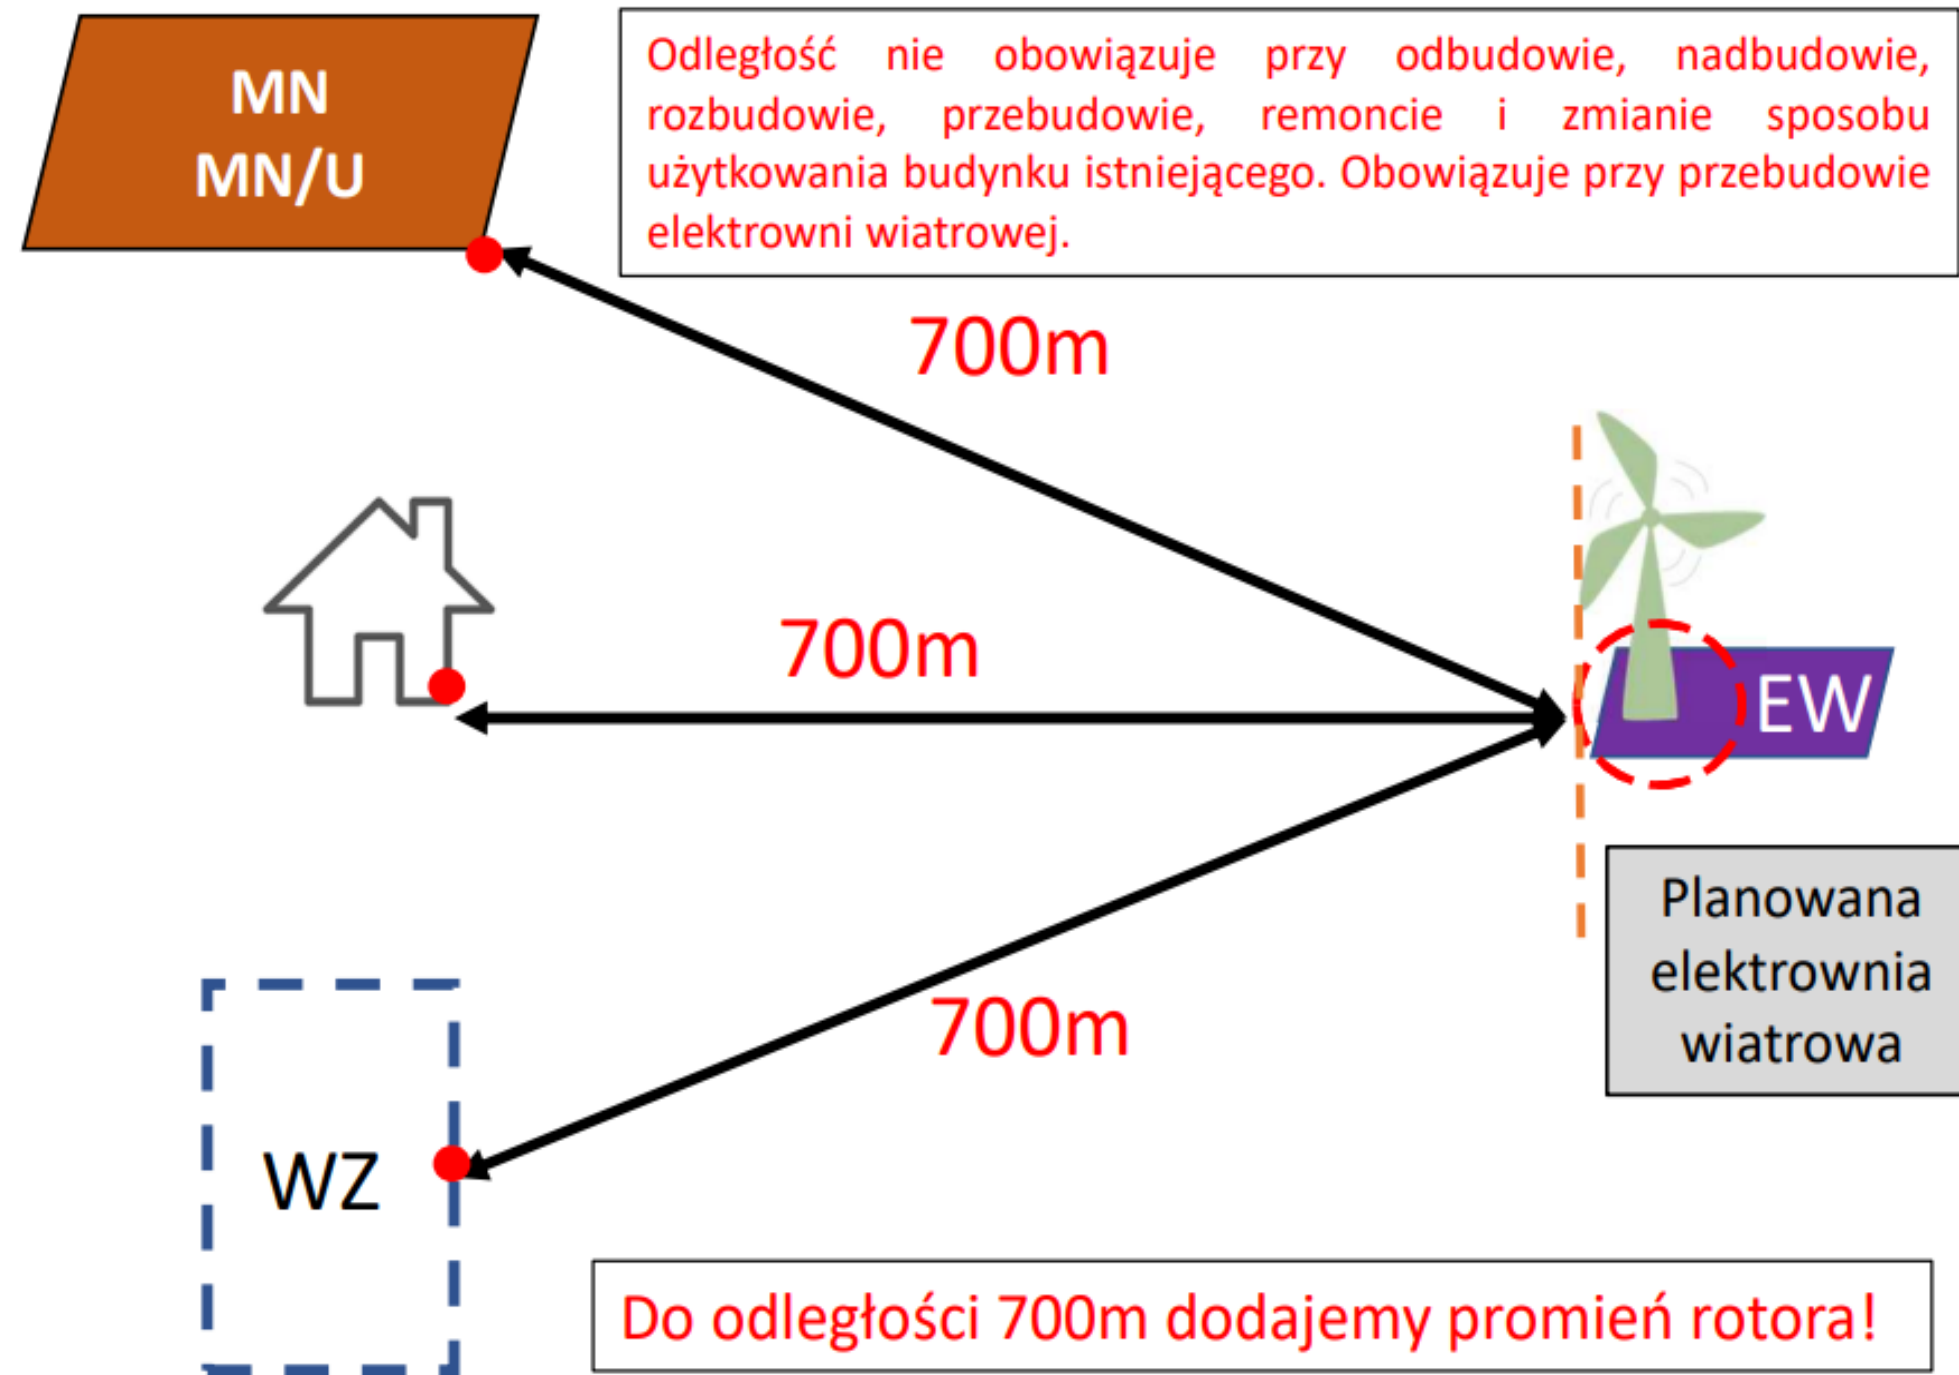 MN
MN/U
Odległość nie obowiązuje przy odbudowie, nadbudowie,
rozbudowie, przebudowie, remoncie i zmianie sposobu
użytkowania budynku istniejącego. Obowiązuje przy przebudowie
elektrowni wiatrowej.
700m
700m
EW
Planowana
elektrownia
wiatrowa
700m
WZ
Do odległości 700m dodajemy promień rotora!